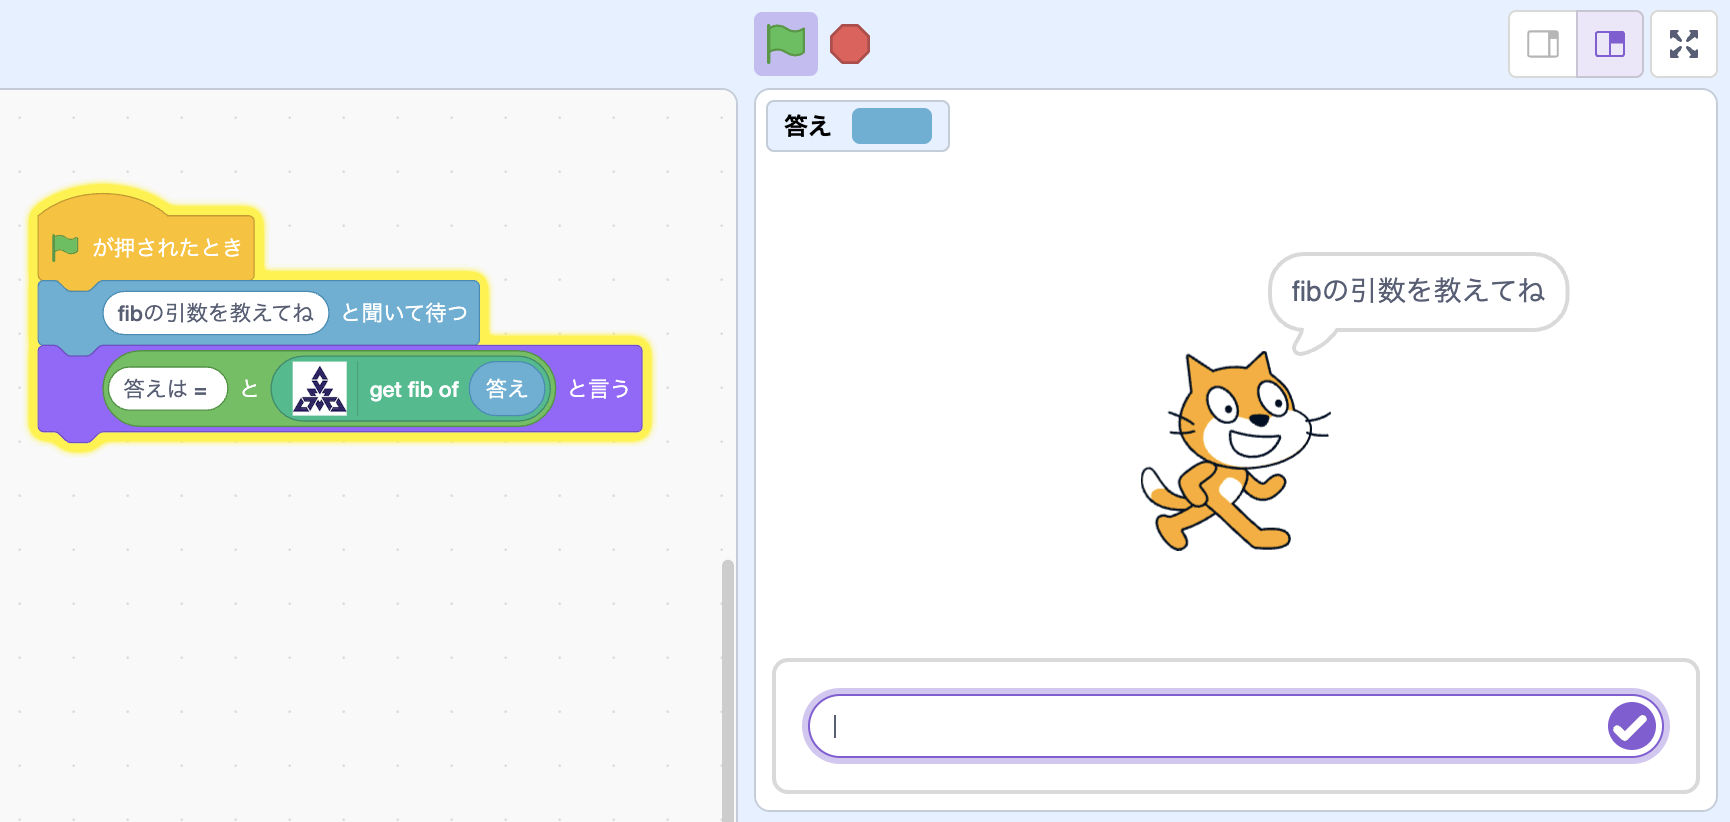 が押されたとき
fibの引数を教えてね と聞いて待つ
答えは = と get fib of 答え と言う
答え
fibの引数を教えてね